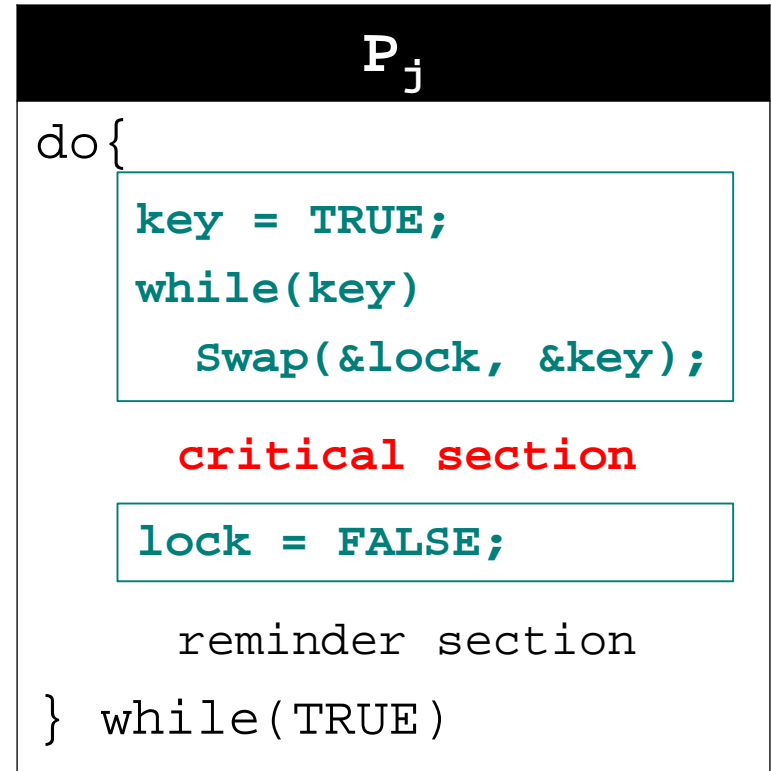 Pj
do{
key = TRUE;
while(key)
Swap(&lock, &key);
critical section
lock = FALSE;
reminder section
} while(TRUE)